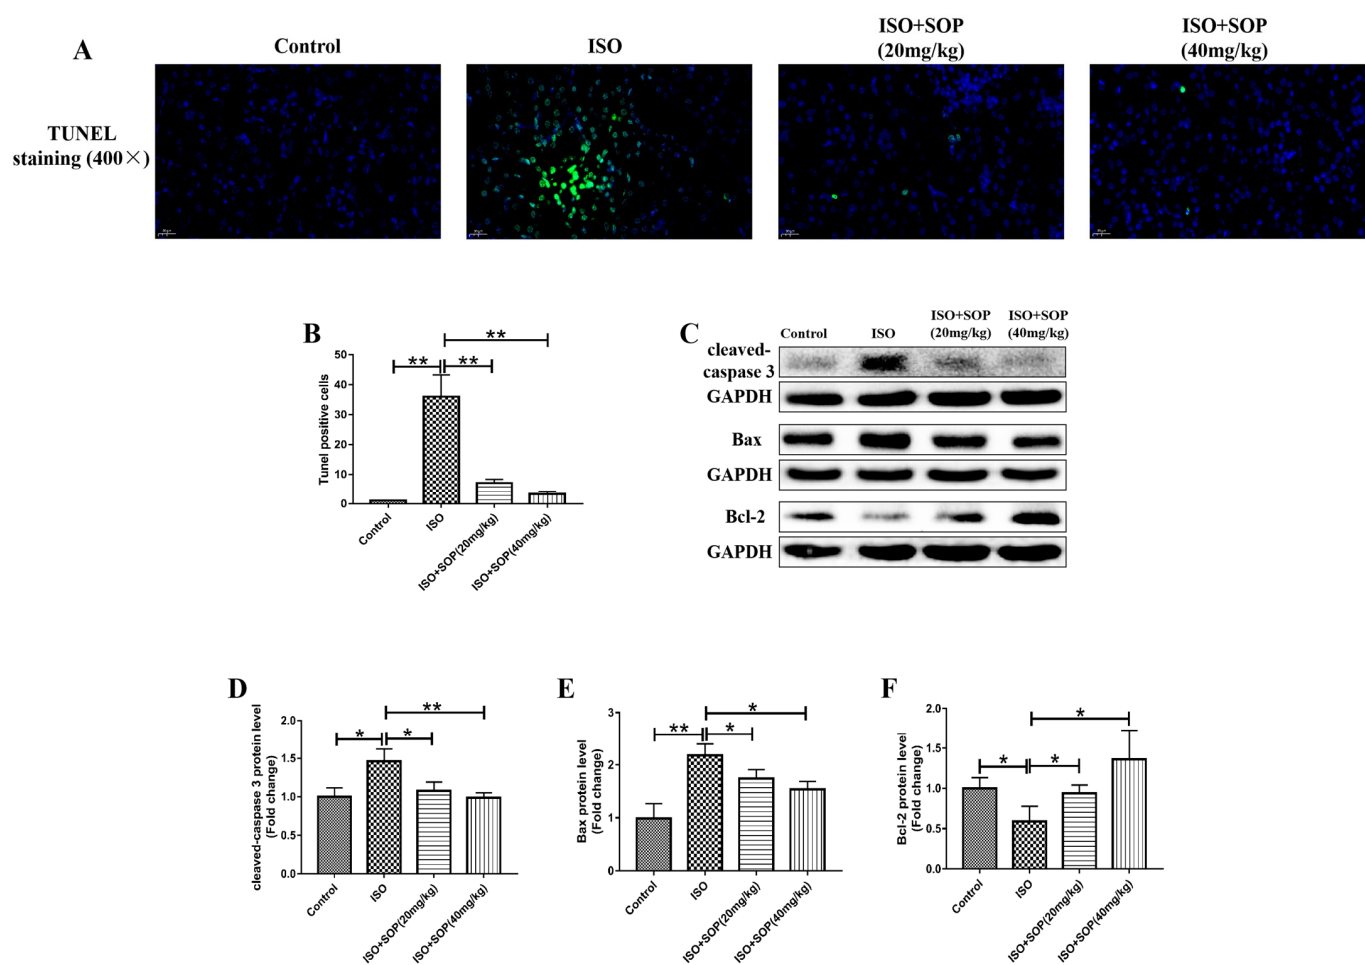 A
Control
ISO
ISO+SOP
(20mg/kg)
ISO+SOP
(40mg/kg)
TUNEL
staining (400×)
B
**
**
**
Tunel positive cells
50
40
30
20
10
0
Control
ISO
ISO+SOP(20mg/kg)
ISO+SOP(40mg/kg)
C
Control
ISO
ISO+SOP
(20mg/kg)
ISO+SOP
(40mg/kg)
cleaved-
caspase 3
GAPDH
Bax
GAPDH
Bcl-2
GAPDH
D
**
*
*
cleaved-caspase 3 protein level
(Fold change)
2.0
1.5
1.0
0.5
0.0
Control
ISO
ISO+SOP(20mg/kg)
ISO+SOP(40mg/kg)
E
*
**
*
Bax protein level
(Fold change)
3
2
1
0
Control
ISO
ISO+SOP(20mg/kg)
ISO+SOP(40mg/kg)
F
*
*
*
Bcl-2 protein level
(Fold change)
2.0
1.5
1.0
0.5
0.0
Control
ISO
ISO+SOP(20mg/kg)
ISO+SOP(40mg/kg)